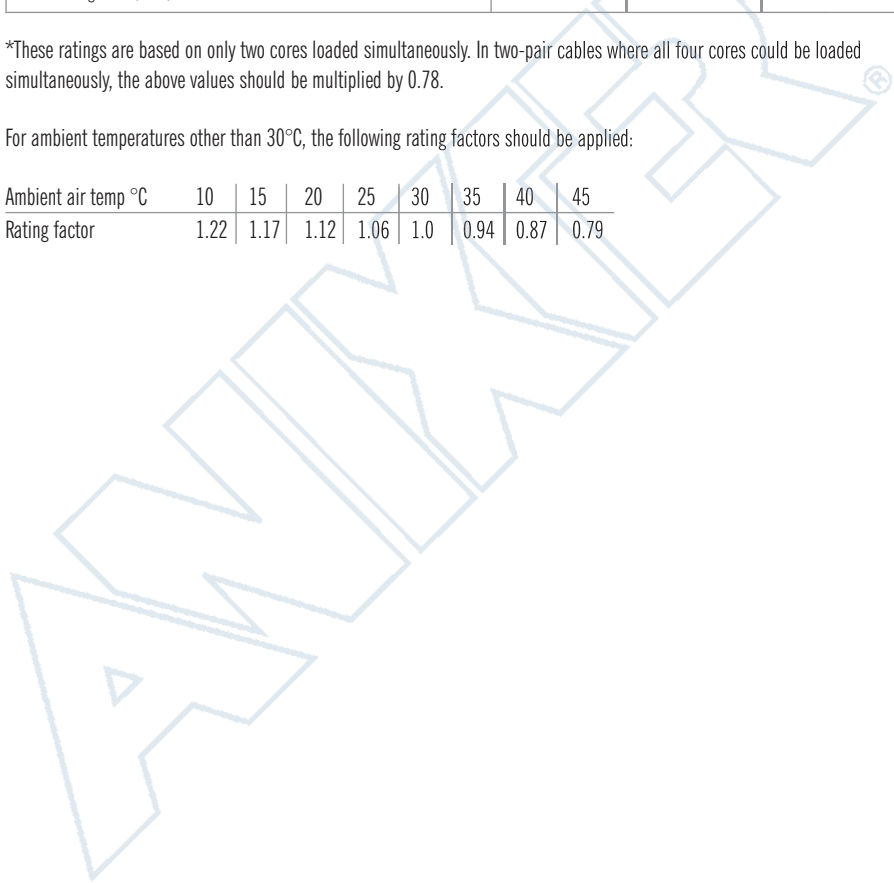 *These ratings are based on only two cores loaded simultaneously. In two-pair cables where all four cores could be loaded
simultaneously, the above values should be multiplied by 0.78.
For ambient temperatures other than 30°C, the following rating factors should be applied:
Ambient air temp °C 10 15 20 25 30 35 40 45
Rating factor 1.22 1.17 1.12 1.06 1.0 0.94 0.87 0.79
ANIXTER®